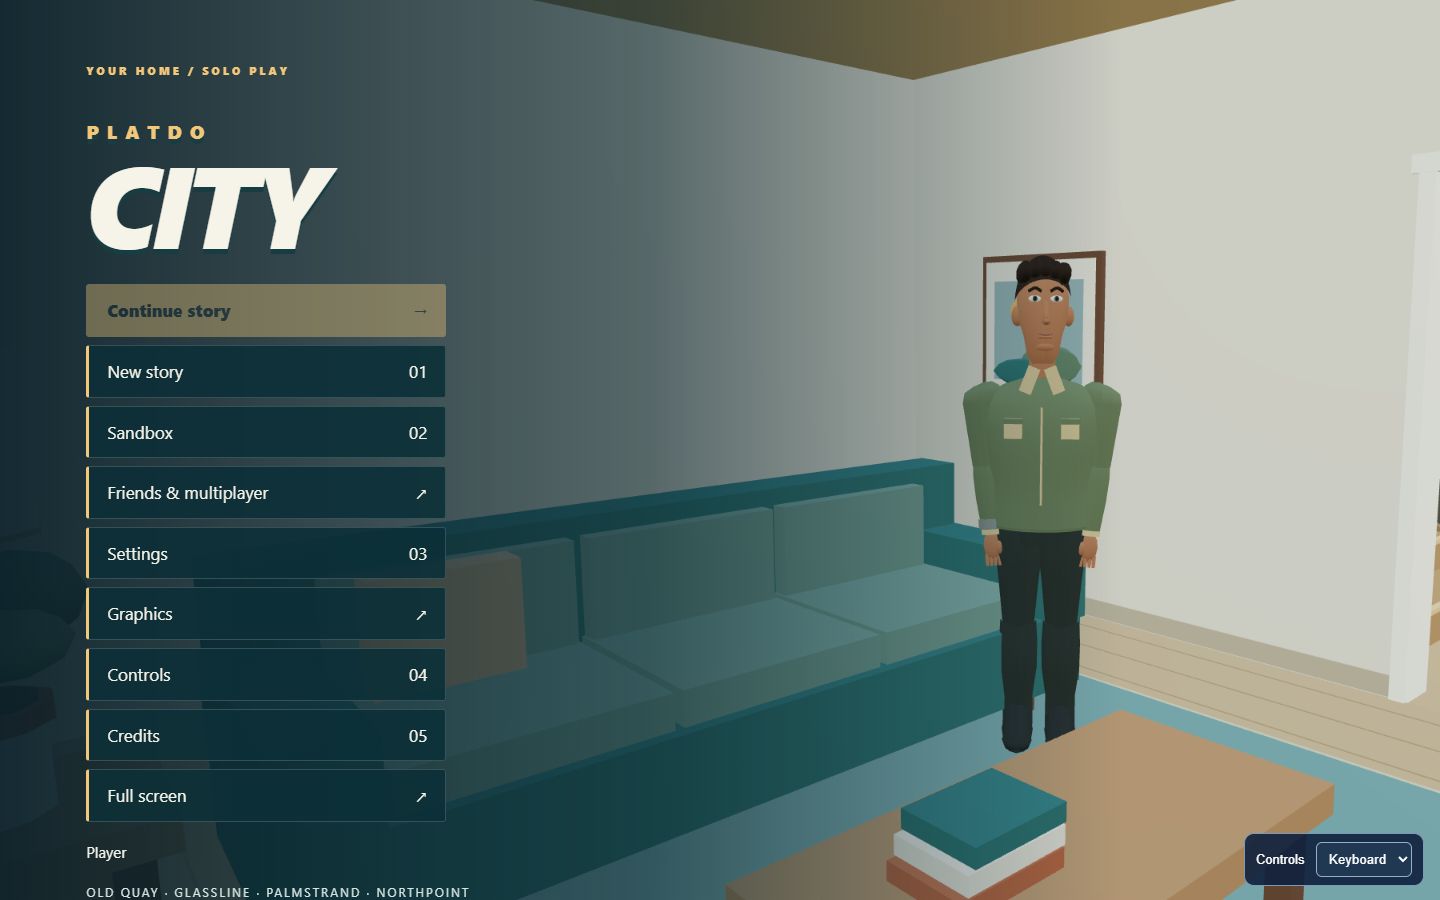 YOUR HOME / SOLO PLAY
PLATDO
CITY
Continue story →
New story 01
Sandbox 02
Friends & multiplayer ↗
Settings 03
Graphics ↗
Controls 04
Credits 05
Full screen ↗
Player
OLD QUAY · GLASSLINE · PALMSTRAND · NORTHPOINT
Controls Keyboard